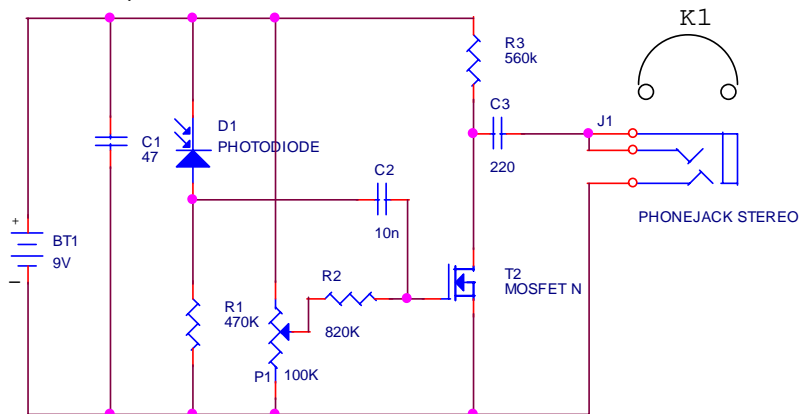 K1
R3
560k
C3
220
J1
C1
47
D1
PHOTODIODE
C2
10n
PHONEJACK STEREO
+
BT1
9V
R2
820K
T2
MOSFET N
R1
470K
P1
100K